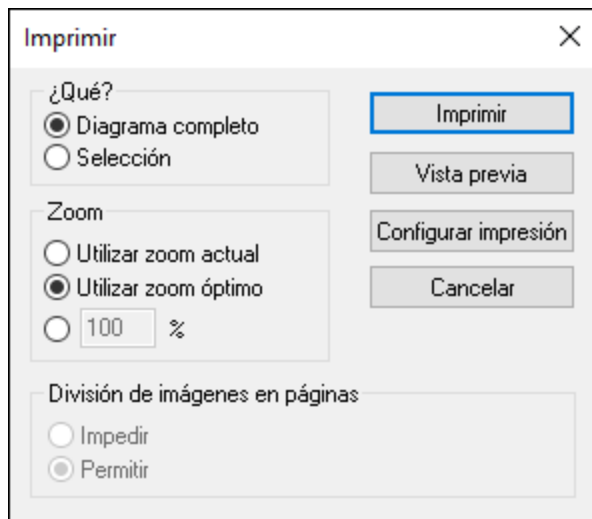 Imprimir
¿Qué?
Diagrama completo
Selección
Zoom
Utilizar zoom actual
Utilizar zoom óptimo
100 %
División de imágenes en páginas
Impedir
Permitir
Imprimir
Vista previa
Configurar impresión
Cancelar